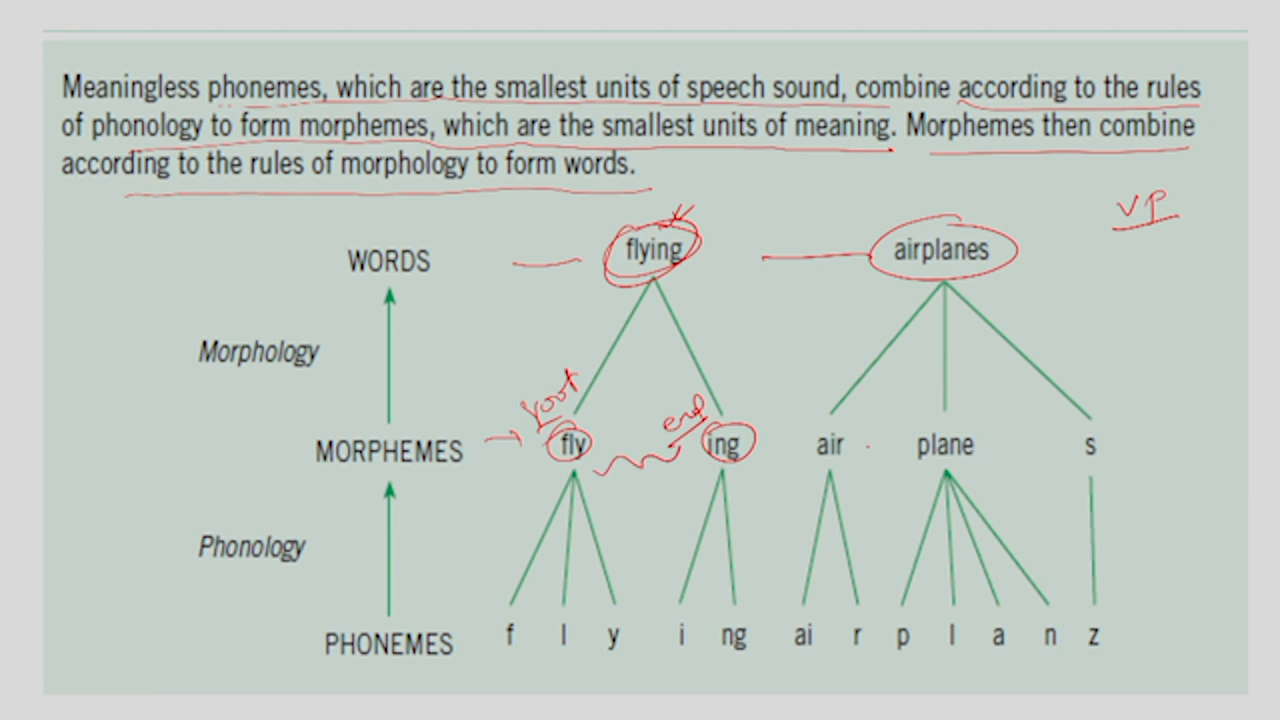 Meaningless phonemes, which are the smallest units of speech sound, combine according to the rules
of phonology to form morphemes, which are the smallest units of meaning. Morphemes then combine
according to the rules of morphology to form words.
VP
WORDS flying airplanes
Morphology
root end
MORPHEMES fly ing air plane s
Phonology
PHONEMES f l y i ng ai r p l a n z